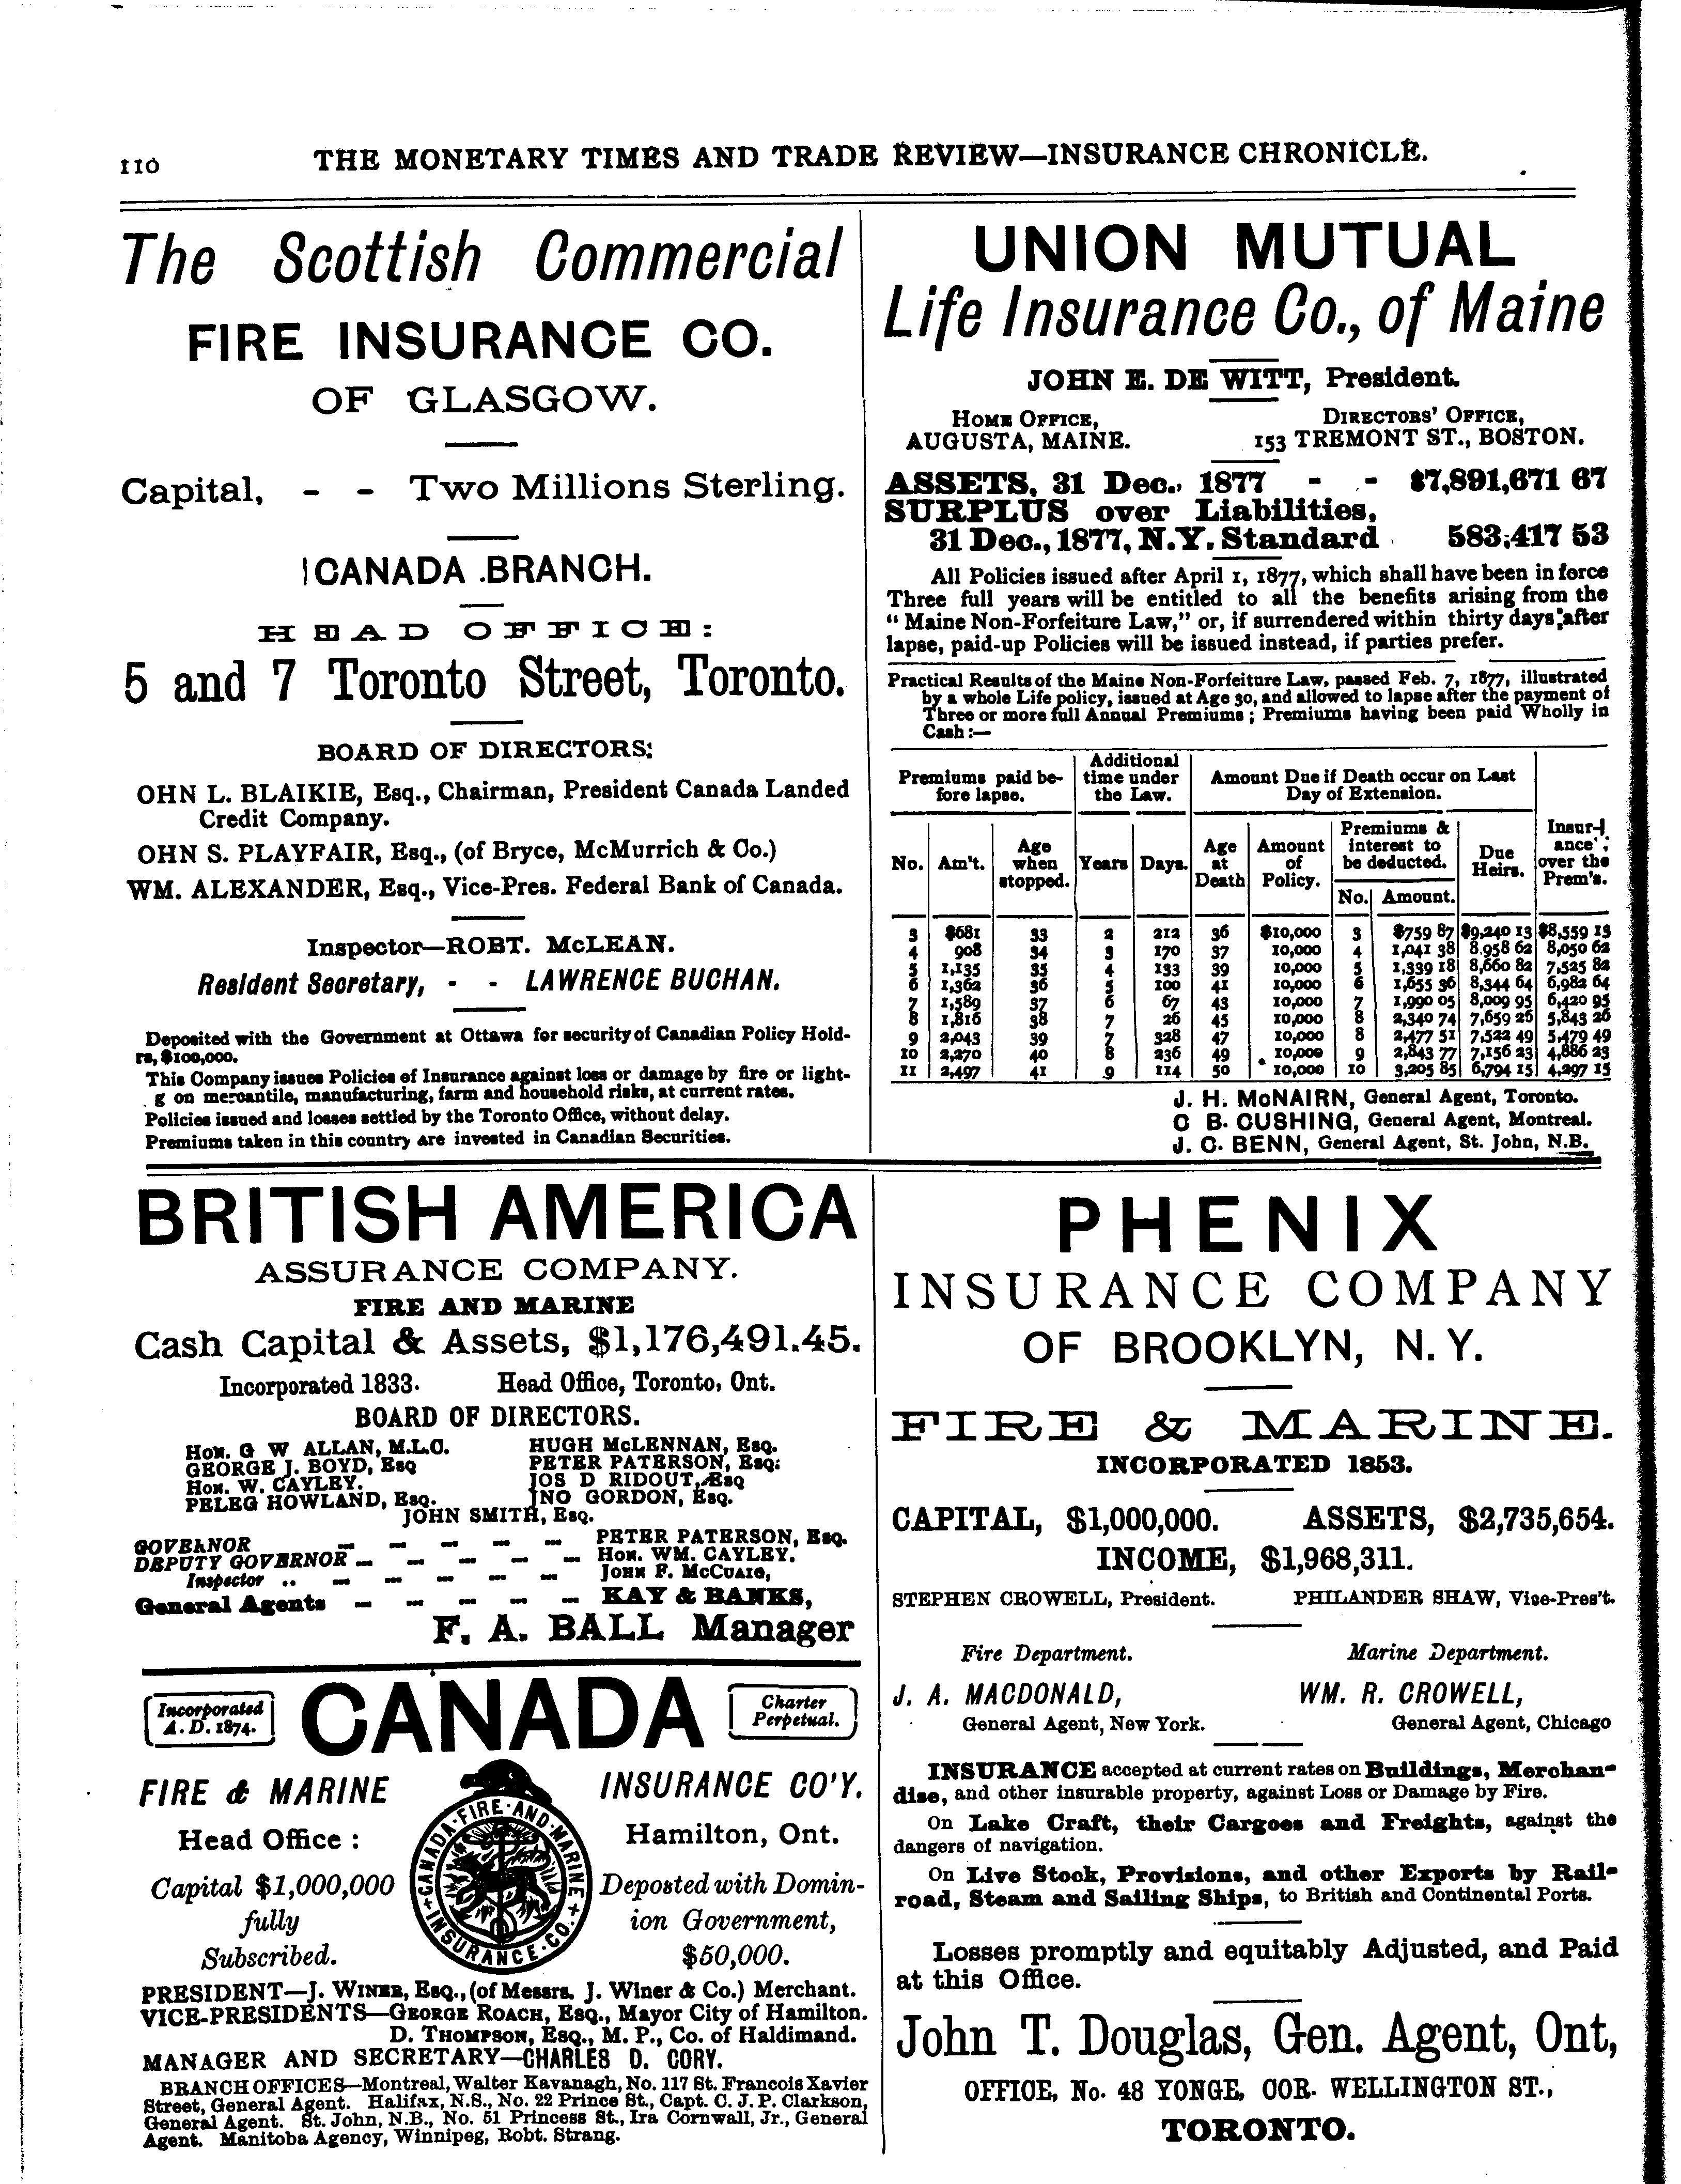 110
THE MONETARY TIMES AND TRADE REVIEW—INSURANCE CHRONICLE.
The Scottish Commercial
FIRE INSURANCE CO.
OF GLASGOW.
Capital, - - Two Millions Sterling.
CANADA BRANCH.
HEAD OFFICE:
5 and 7 Toronto Street, Toronto.
BOARD OF DIRECTORS:
OHN L. BLAIKIE, Esq., Chairman, President Canada Landed
Credit Company.
OHN S. PLAYFAIR, Esq., (of Bryce, McMurrich & Co.)
WM. ALEXANDER, Esq., Vice-Pres. Federal Bank of Canada.
Inspector—ROBT. McLEAN.
Resident Secretary, - - LAWRENCE BUCHAN.
Deposited with the Government at Ottawa for security of Canadian Policy Hold-
rs, $100,000.
This Company issues Policies of Insurance against loss or damage by fire or light-
g on mercantile, manufacturing, farm and household risks, at current rates.
Policies issued and losses settled by the Toronto Office, without delay.
Premiums taken in this country are invested in Canadian Securities.
UNION MUTUAL
Life Insurance Co., of Maine
JOHN E. DE WITT, President.
HOME OFFICE, DIRECTORS' OFFICE,
AUGUSTA, MAINE. 153 TREMONT ST., BOSTON.
ASSETS, 31 Dec., 1877 - - $7,891,671 67
SURPLUS over Liabilities,
31 Dec., 1877, N.Y. Standard 583,417 53
All Policies issued after April 1, 1877, which shall have been in force
Three full years will be entitled to all the benefits arising from the
"Maine Non-Forfeiture Law," or, if surrendered within thirty days after
lapse, paid-up Policies will be issued instead, if parties prefer.
Practical Results of the Maine Non-Forfeiture Law, passed Feb. 7, 1877, illustrated
by a whole Life policy, issued at Age 30, and allowed to lapse after the payment of
Three or more full Annual Premiums; Premiums having been paid Wholly in
Cash:—
Premiums paid before lapse. Additional time under the Law. Amount Due if Death occur on Last Day of Extension.
No. Am't. Age when stopped. Years Days. Age at Death Amount of Policy. Premiums & interest to be deducted. No. Amount. Due Heirs. Insurance over the Prem's.
3 $681 33 2 212 36 $10,000 3 $759 87 $9,240 13 $8,559 13
4 908 34 3 170 37 10,000 4 1,041 38 8,958 62 8,050 62
5 1,135 35 4 133 39 10,000 5 1,339 18 8,660 82 7,525 82
6 1,362 36 5 100 41 10,000 6 1,655 36 8,344 64 6,982 64
7 1,589 37 6 67 43 10,000 7 1,990 05 8,009 95 6,420 95
8 1,816 38 7 26 45 10,000 8 2,340 74 7,659 26 5,843 26
9 2,043 39 7 328 47 10,000 8 2,477 51 7,522 49 5,479 49
10 2,270 40 8 236 49 10,000 9 2,843 77 7,156 23 4,886 23
11 2,497 41 9 114 50 10,000 10 3,205 85 6,794 15 4,297 15
J. H. McNAIRN, General Agent, Toronto.
C B. CUSHING, General Agent, Montreal.
J. C. BENN, General Agent, St. John, N.B.
BRITISH AMERICA
ASSURANCE COMPANY.
FIRE AND MARINE
Cash Capital & Assets, $1,176,491.45.
Incorporated 1833. Head Office, Toronto, Ont.
BOARD OF DIRECTORS.
HON. G W ALLAN, M.L.C. HUGH McLENNAN, ESQ.
GEORGE J. BOYD, ESQ PETER PATERSON, ESQ.
HON. W. CAYLEY. JOS D RIDOUT, ESQ
PELEG HOWLAND, ESQ. JNO GORDON, ESQ.
JOHN SMITH, ESQ.
GOVERNOR - - - - - PETER PATERSON, ESQ.
DEPUTY GOVERNOR - - - - - HON. WM. CAYLEY.
Inspector .. - - - - - JOHN F. McCUAIG,
General Agents - - - - - KAY & BANKS,
F. A. BALL Manager
Incorporated
A. D. 1874.
CANADA
Charter
Perpetual.
FIRE & MARINE INSURANCE CO'Y.
CANADA-FIRE-AND-MARINE + INSURANCE-CO. +
Head Office: Hamilton, Ont.
Capital $1,000,000
fully
Subscribed.
Deposted with Domin-
ion Government,
$50,000.
PRESIDENT—J. WINER, ESQ., (of Messrs. J. Winer & Co.) Merchant.
VICE-PRESIDENTS—GEORGE ROACH, ESQ., Mayor City of Hamilton.
D. THOMPSON, ESQ., M. P., Co. of Haldimand.
MANAGER AND SECRETARY—CHARLES D. CORY.
BRANCH OFFICES—Montreal, Walter Kavanagh, No. 117 St. Francois Xavier
Street, General Agent. Halifax, N.S., No. 22 Prince St., Capt. C. J. P. Clarkson,
General Agent. St. John, N.B., No. 51 Princess St., Ira Cornwall, Jr., General
Agent. Manitoba Agency, Winnipeg, Robt. Strang.
PHENIX
INSURANCE COMPANY
OF BROOKLYN, N.Y.
FIRE & MARINE.
INCORPORATED 1853.
CAPITAL, $1,000,000. ASSETS, $2,735,654.
INCOME, $1,968,311.
STEPHEN CROWELL, President. PHILANDER SHAW, Vice-Pres't.
Fire Department. Marine Department.
J. A. MACDONALD, WM. R. CROWELL,
General Agent, New York. General Agent, Chicago
INSURANCE accepted at current rates on Buildings, Merchan-
dise, and other insurable property, against Loss or Damage by Fire.
On Lake Craft, their Cargoes and Freights, against the
dangers of navigation.
On Live Stock, Provisions, and other Exports by Rail-
road, Steam and Sailing Ships, to British and Continental Ports.
Losses promptly and equitably Adjusted, and Paid
at this Office.
John T. Douglas, Gen. Agent, Ont,
OFFICE, No. 48 YONGE, COR. WELLINGTON ST.,
TORONTO.